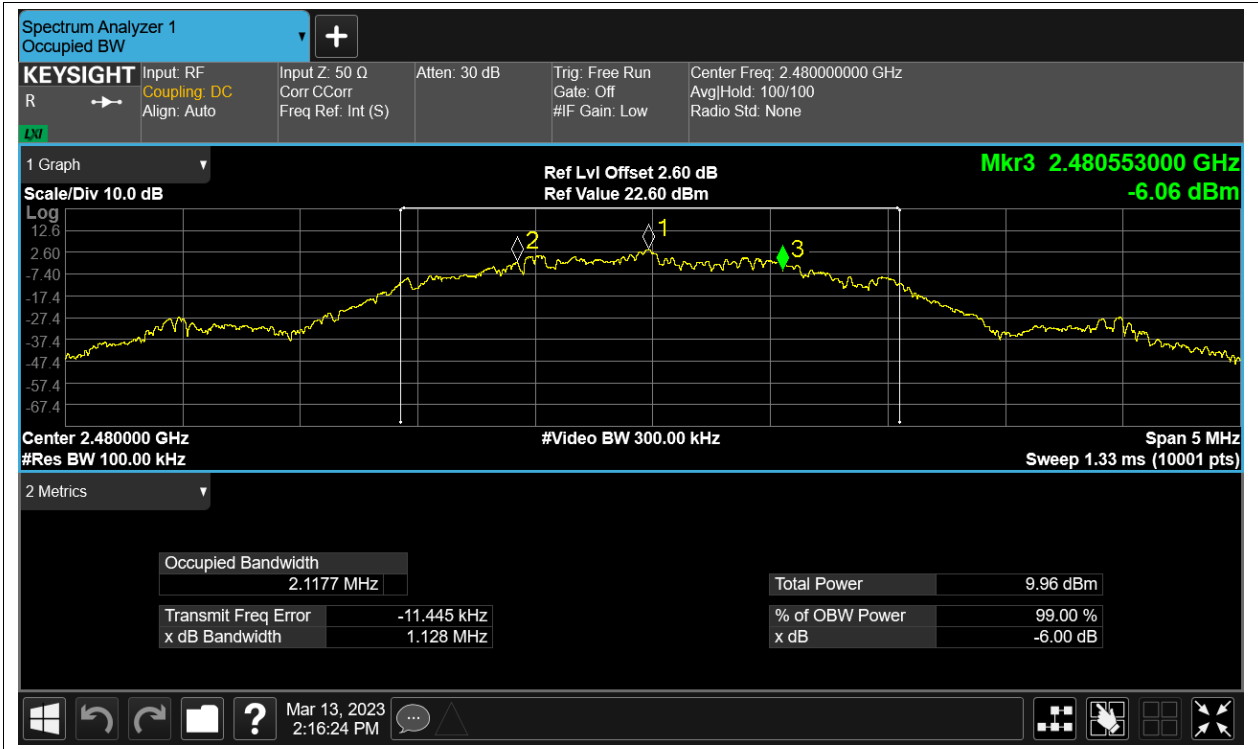 Spectrum Analyzer 1
Occupied BW
KEYSIGHT
R
LXI
Input: RF
Coupling: DC
Align: Auto
Input Z: 50 Ω
Corr CCorr
Freq Ref: Int (S)
Atten: 30 dB
Trig: Free Run
Gate: Off
#IF Gain: Low
Center Freq: 2.480000000 GHz
Avg|Hold: 100/100
Radio Std: None
1 Graph
Scale/Div 10.0 dB
Ref Lvl Offset 2.60 dB
Ref Value 22.60 dBm
Mkr3 2.480553000 GHz
-6.06 dBm
Log
12.6
2.60
-7.40
-17.4
-27.4
-37.4
-47.4
-57.4
-67.4
2
1
3
Center 2.480000 GHz
#Res BW 100.00 kHz
#Video BW 300.00 kHz
Span 5 MHz
Sweep 1.33 ms (10001 pts)
2 Metrics
Occupied Bandwidth
2.1177 MHz
Transmit Freq Error -11.445 kHz
x dB Bandwidth 1.128 MHz
Total Power 9.96 dBm
% of OBW Power 99.00 %
x dB -6.00 dB
?
Mar 13, 2023
2:16:24 PM